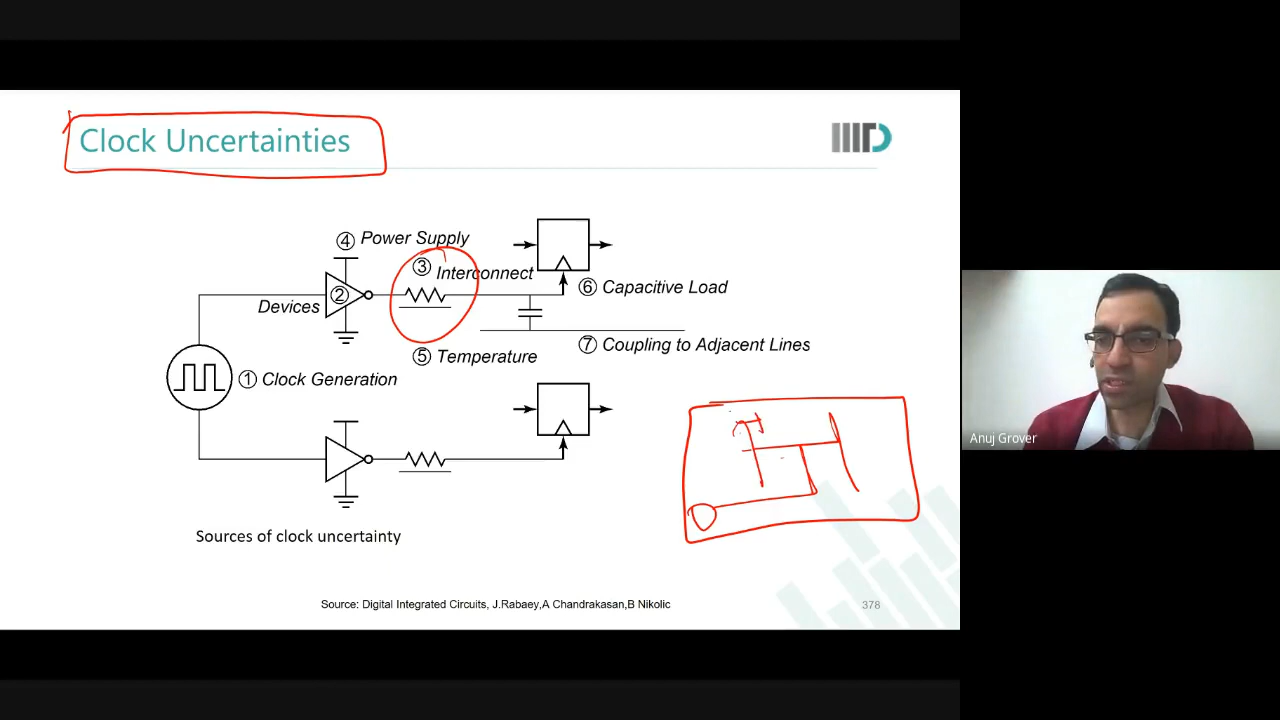 Clock Uncertainties
④ Power Supply
③ Interconnect
Devices ②
⑥ Capacitive Load
⑤ Temperature
⑦ Coupling to Adjacent Lines
① Clock Generation
Anuj Grover
Sources of clock uncertainty
Source: Digital Integrated Circuits, J.Rabaey,A Chandrakasan,B Nikolic
378